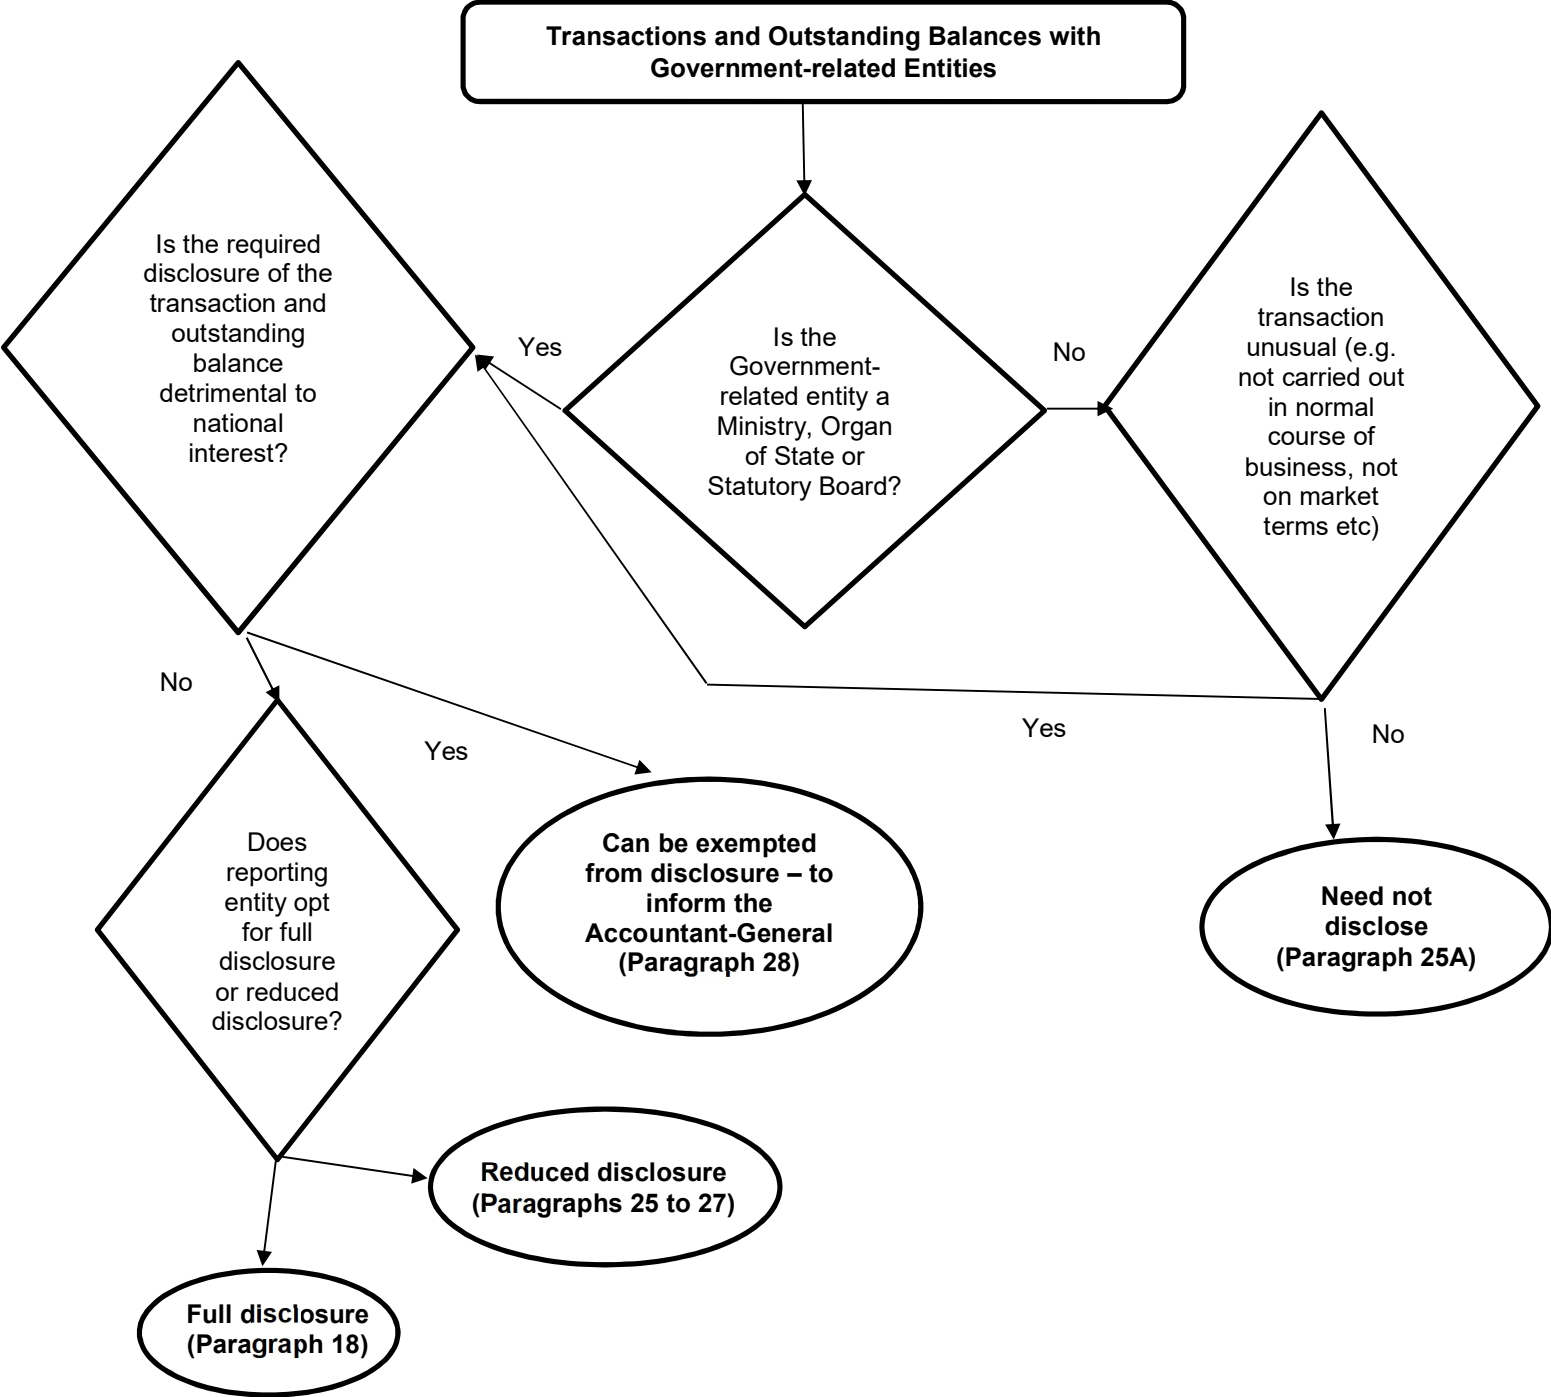 Transactions and Outstanding Balances with
Government-related Entities
Is the required
disclosure of the
transaction and
outstanding
balance
detrimental to
national
interest?
Yes
Is the
Government-
related entity a
Ministry, Organ
of State or
Statutory Board?
No
Is the
transaction
unusual (e.g.
not carried out
in normal
course of
business, not
on market
terms etc)
No
Yes
Yes
No
Does
reporting
entity opt
for full
disclosure
or reduced
disclosure?
Can be exempted
from disclosure – to
inform the
Accountant-General
(Paragraph 28)
Need not
disclose
(Paragraph 25A)
Reduced disclosure
(Paragraphs 25 to 27)
Full disclosure
(Paragraph 18)